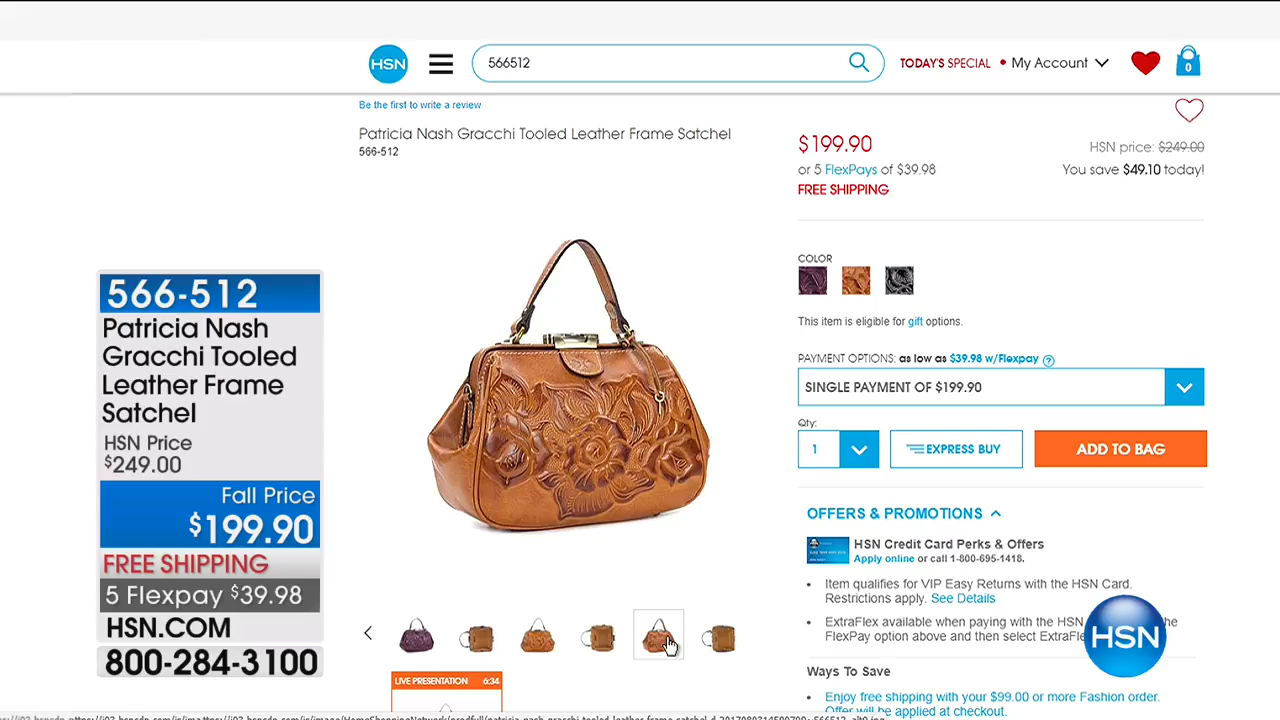 HSN
566512
TODAY'S SPECIAL • My Account
0
Be the first to write a review
Patricia Nash Gracchi Tooled Leather Frame Satchel
566-512
$199.90
HSN price: $249.00
or 5 FlexPays of $39.98
You save $49.10 today!
FREE SHIPPING
COLOR
This item is eligible for gift options.
PAYMENT OPTIONS: as low as $39.98 w/Flexpay ?
SINGLE PAYMENT OF $199.90
Qty:
1
EXPRESS BUY
ADD TO BAG
OFFERS & PROMOTIONS
HSN Credit Card Perks & Offers
Apply online or call 1-800-695-1418.
• Item qualifies for VIP Easy Returns with the HSN Card.
Restrictions apply. See Details
• ExtraFlex available when paying with the HSN the
FlexPay option above and then select ExtraFle
HSN
Ways To Save
• Enjoy free shipping with your $99.00 or more Fashion order.
Offer will be applied at checkout.
566-512
Patricia Nash
Gracchi Tooled
Leather Frame
Satchel
HSN Price
$249.00
Fall Price
$199.90
FREE SHIPPING
5 Flexpay $39.98
HSN.COM
800-284-3100
LIVE PRESENTATION 6:34